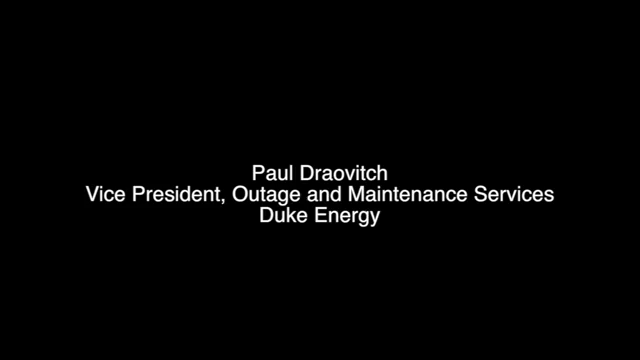 Paul Draovitch
Vice President, Outage and Maintenance Services
Duke Energy